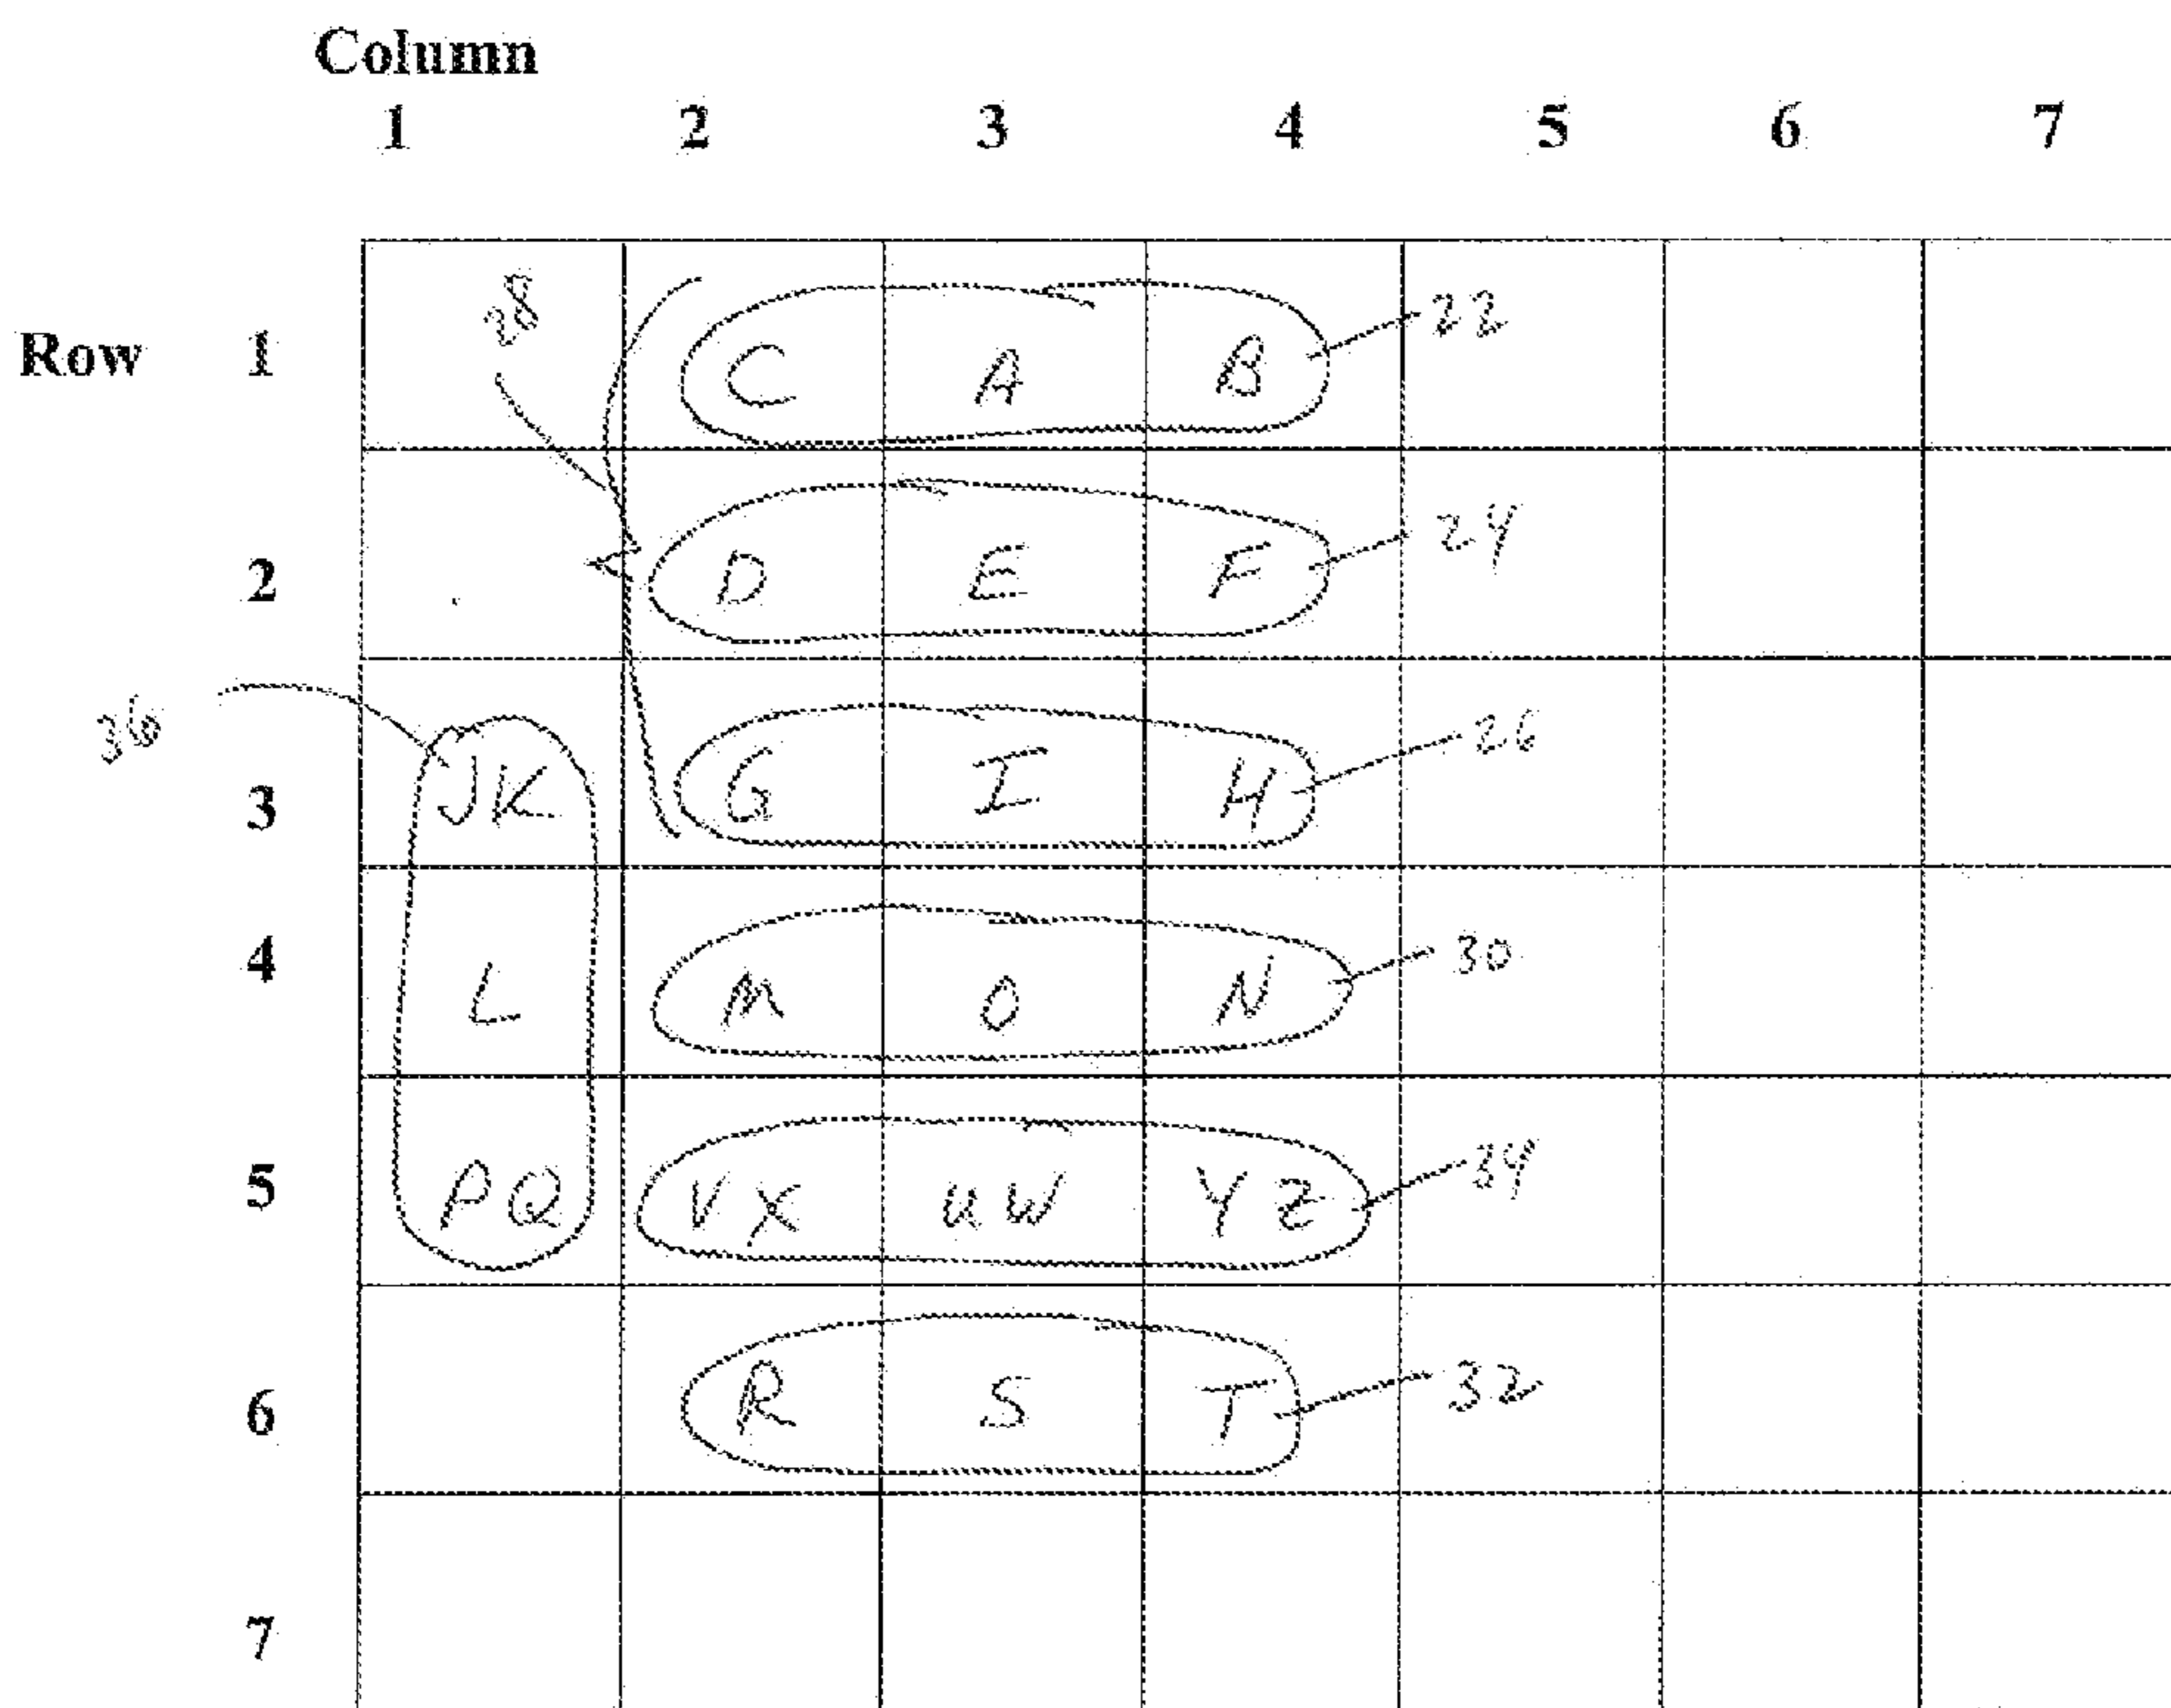 Column
1 2 3 4 5 6 7
28
Row 1 C A B 22
2 D E F 24
36
3 JK G I H 26
4 L M O N 30
5 PQ VX UW YZ 34
6 R S T 32
7